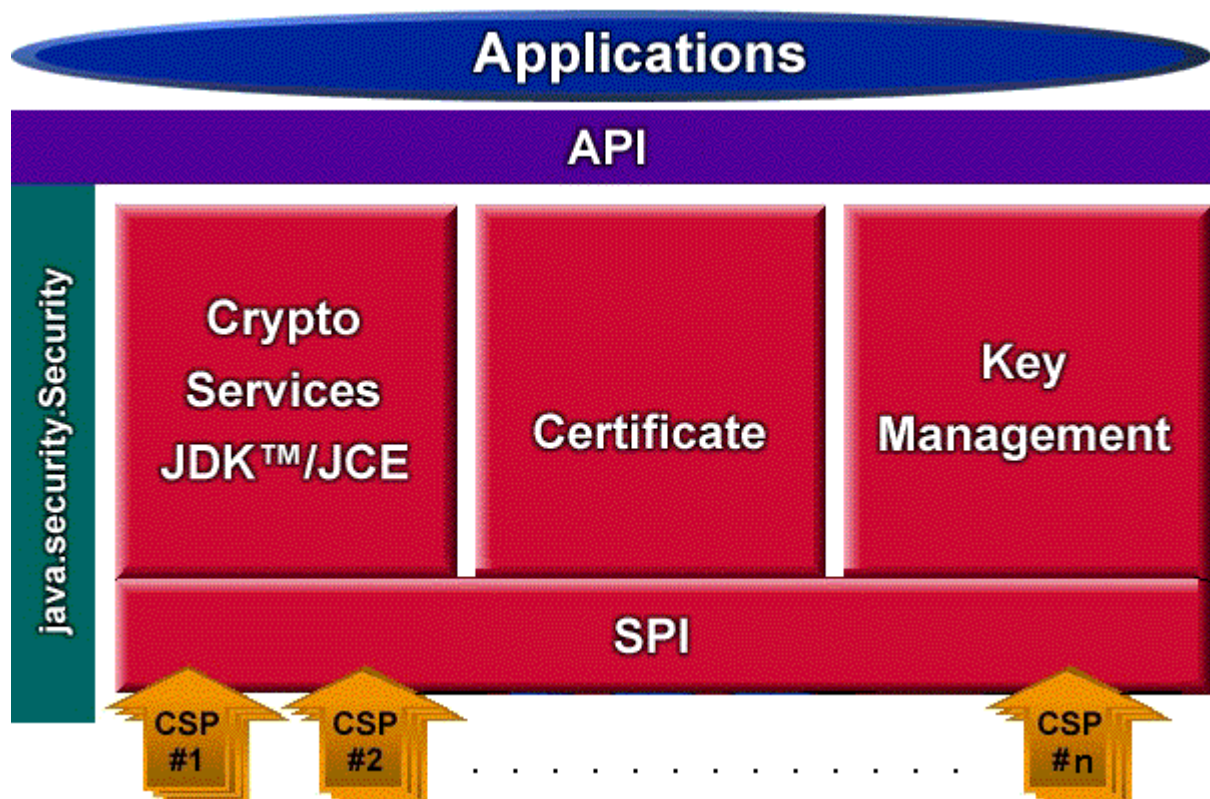 Applications
API
java.security.Security
Crypto
Services
JDK™/JCE
Certificate
Key
Management
SPI
CSP
#1
CSP
#2
. . . . . . . . . . . . .
CSP
#n